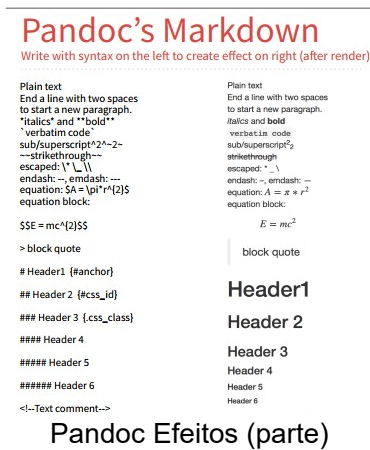 Pandoc's Markdown
Write with syntax on the left to create effect on right (after render)
Plain text
End a line with two spaces
to start a new paragraph.
*italics* and **bold**
`verbatim code`
sub/superscript^2^~2~
~~strikethrough~~
escaped: \* \_ \\
endash: --, emdash: ---
equation: $A = \pi*r^{2}$
equation block:
$$E = mc^{2}$$
> block quote
# Header1 {#anchor}
## Header 2 {#css_id}
### Header 3 {.css_class}
#### Header 4
##### Header 5
###### Header 6
<!--Text comment-->
Plain text
End a line with two spaces
to start a new paragraph.
italics and bold
verbatim code
sub/superscript²₂
strikethrough
escaped: * _ \
endash: –, emdash: —
equation: A = π * r²
equation block:
E = mc²
block quote
Header1
Header 2
Header 3
Header 4
Header 5
Header 6
Pandoc Efeitos (parte)